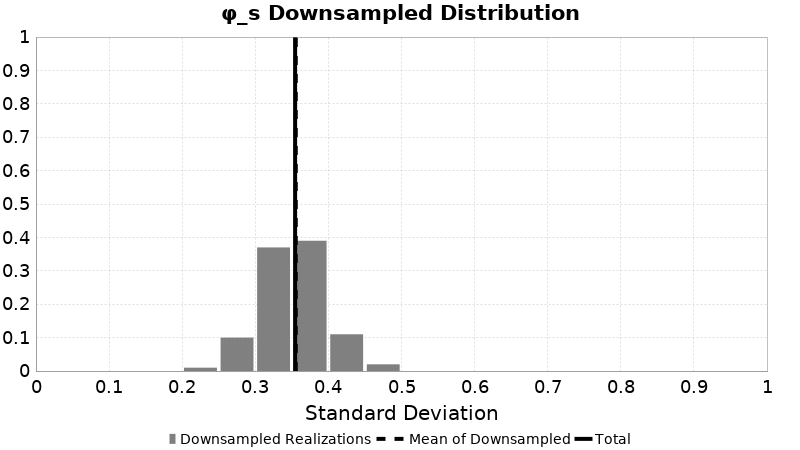 φ_s Downsampled Distribution
1
0.9
0.8
0.7
0.6
0.5
0.4
0.3
0.2
0.1
0
0 0.1 0.2 0.3 0.4 0.5 0.6 0.7 0.8 0.9 1
Standard Deviation
Downsampled Realizations Mean of Downsampled Total